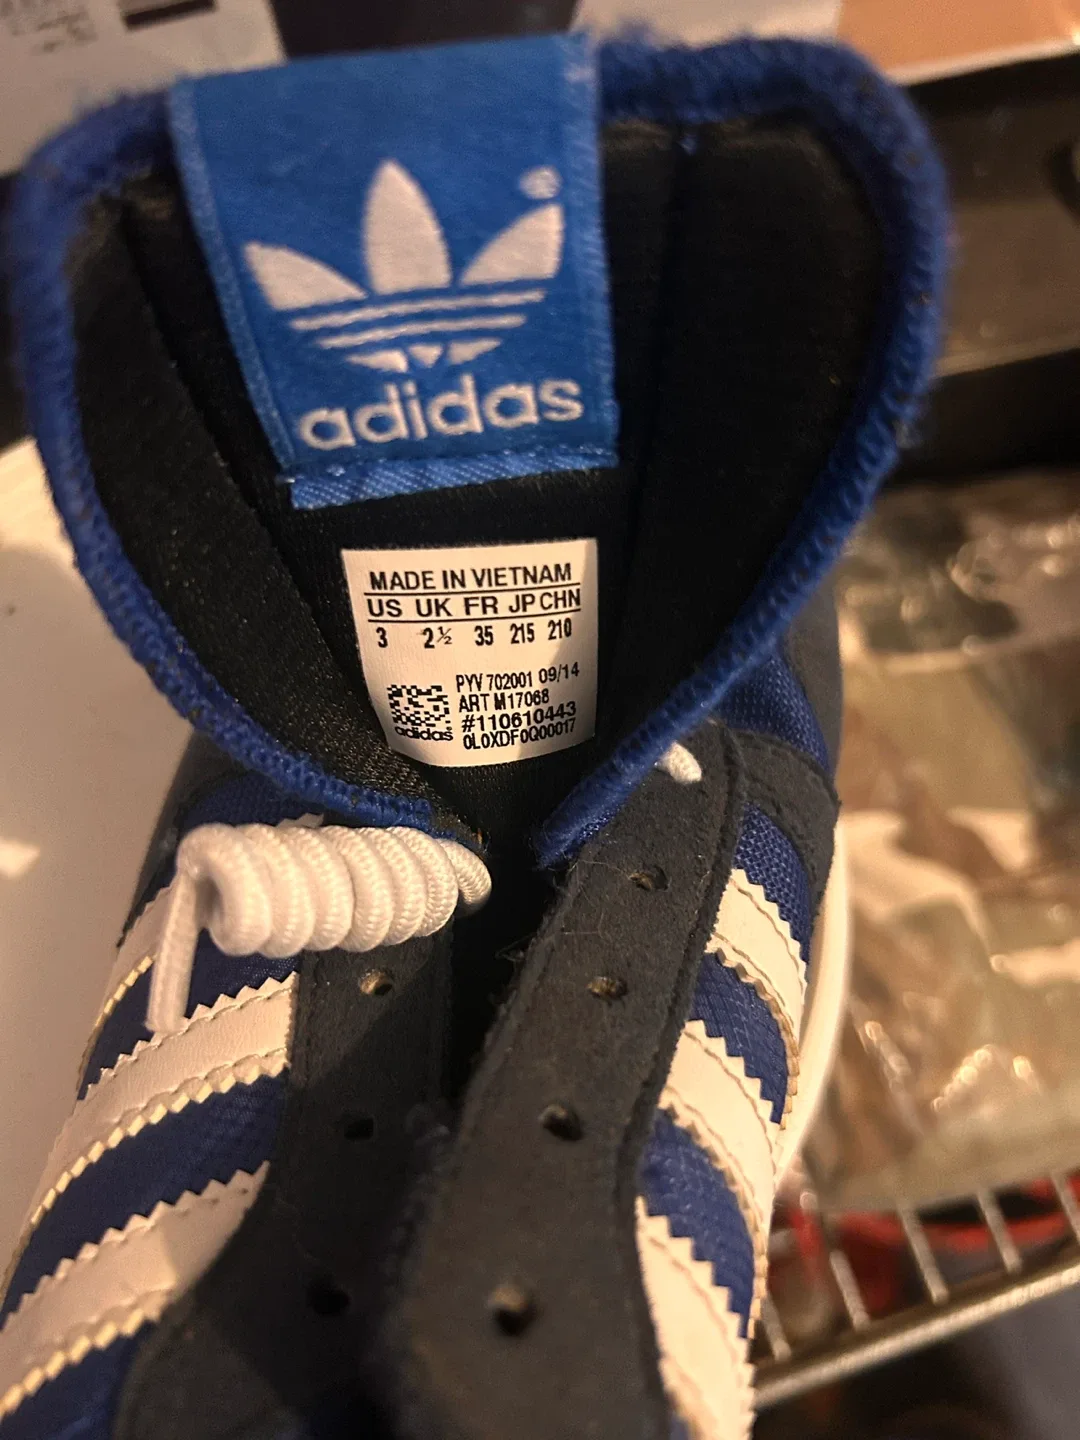 ®
adidas
MADE IN VIETNAM
US UK FR JP CHN
3 2½ 35 215 210
PYV 702001 09/14
ART M17068
#110610443
adidas 0L0XDF0Q00017